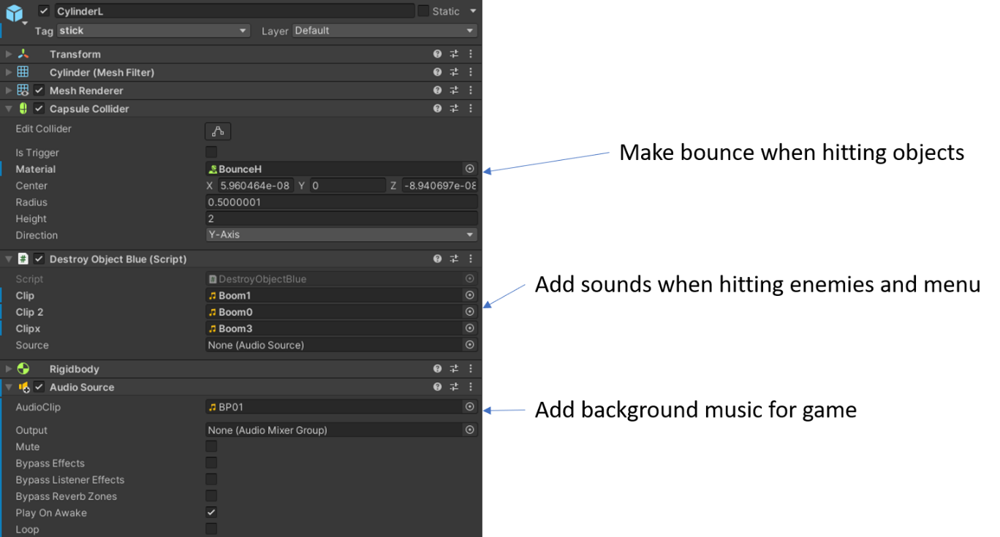 CylinderL Static
Tag stick Layer Default
Transform
Cylinder (Mesh Filter)
Mesh Renderer
Capsule Collider
Edit Collider
Is Trigger
Make bounce when hitting objects
Material BounceH
Center X 5.960464e-08 Y 0 Z -8.940697e-08
Radius 0.5000001
Height 2
Direction Y-Axis
Destroy Object Blue (Script)
Script DestroyObjectBlue
Add sounds when hitting enemies and menu
Clip Boom1
Clip 2 Boom0
Clipx Boom3
Source None (Audio Source)
Rigidbody
Audio Source
AudioClip BP01
Add background music for game
Output None (Audio Mixer Group)
Mute
Bypass Effects
Bypass Listener Effects
Bypass Reverb Zones
Play On Awake
Loop